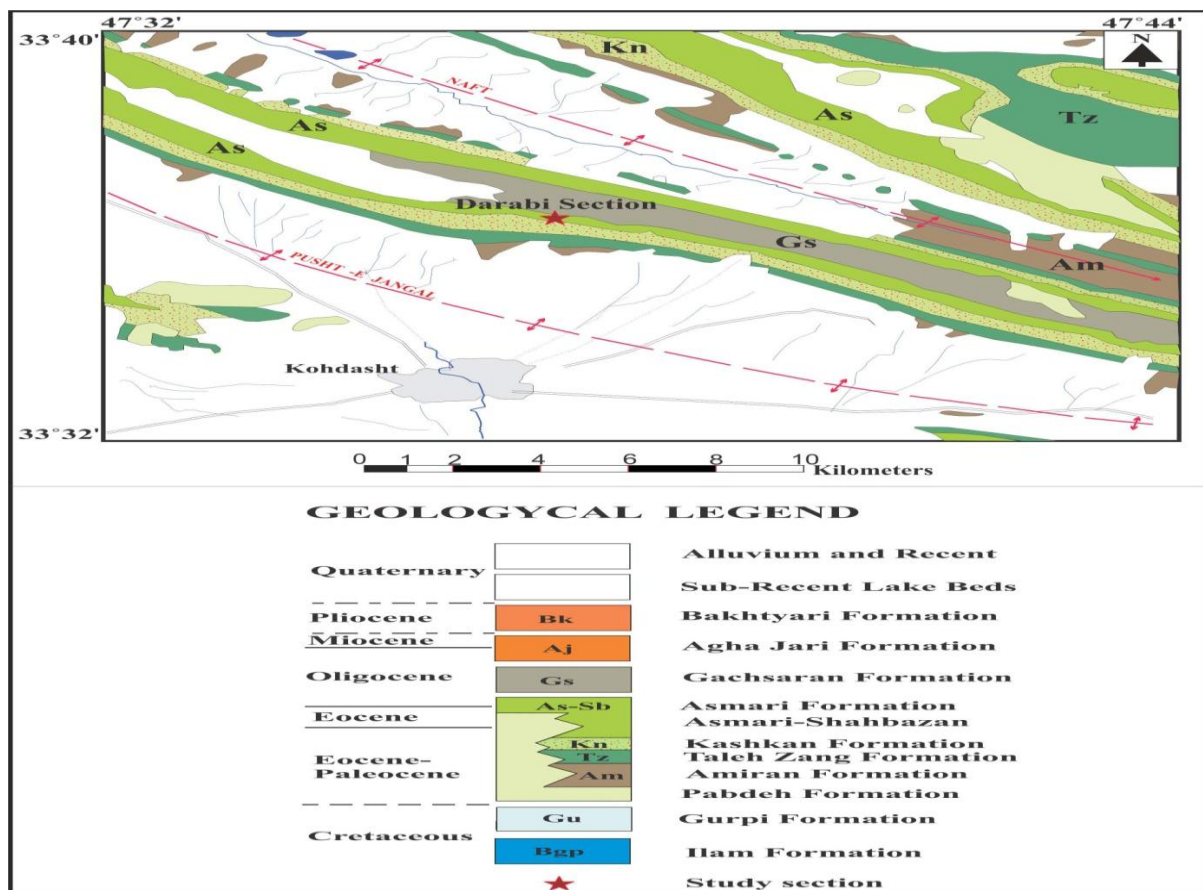 47°32'
47°44'
33°40'
N
Kn
NAFT
As
As
Tz
As
Darabi Section
Gs
Am
PUSHT -E JANGAL
Kohdasht
33°32'
0 1 2 4 6 8 10
Kilometers
GEOLOGYCAL LEGEND
Quaternary
Alluvium and Recent
Sub-Recent Lake Beds
Pliocene Bk Bakhtyari Formation
Miocene Aj Agha Jari Formation
Oligocene Gs Gachsaran Formation
As-Sb Asmari Formation
Eocene Asmari-Shahbazan
Kn Kashkan Formation
Eocene-
Paleocene
Tz Taleh Zang Formation
Am Amiran Formation
Pabdeh Formation
Gu Gurpi Formation
Cretaceous
Bgp Ilam Formation
Study section